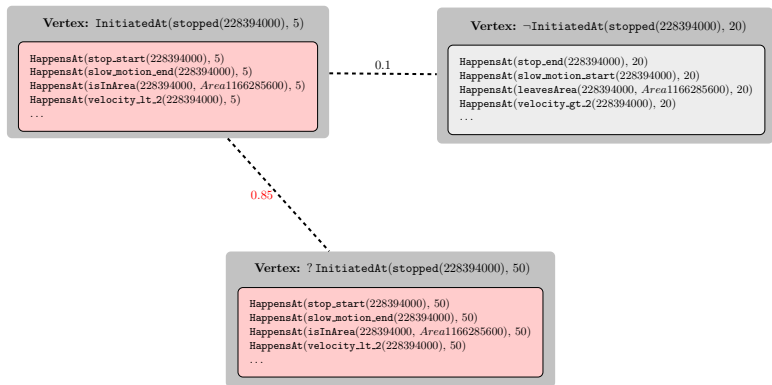 Vertex: InitiatedAt(stopped(228394000), 5)
HappensAt(stop_start(228394000), 5)
HappensAt(slow_motion_end(228394000), 5)
HappensAt(isInArea(228394000, Area1166285600), 5)
HappensAt(velocity_lt_2(228394000), 5)
...
0.1
Vertex: ¬InitiatedAt(stopped(228394000), 20)
HappensAt(stop_end(228394000), 20)
HappensAt(slow_motion_start(228394000), 20)
HappensAt(leavesArea(228394000, Area1166285600), 20)
HappensAt(velocity_gt_2(228394000), 20)
...
0.85
Vertex: ? InitiatedAt(stopped(228394000), 50)
HappensAt(stop_start(228394000), 50)
HappensAt(slow_motion_end(228394000), 50)
HappensAt(isInArea(228394000, Area1166285600), 50)
HappensAt(velocity_lt_2(228394000), 50)
...